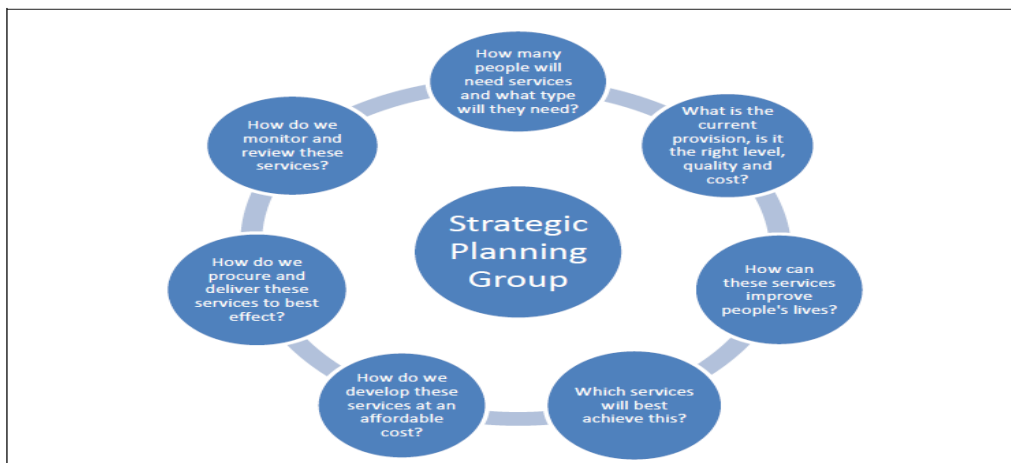 How many
people will
need services
and what type
will they need?
What is the
current
provision, is it
the right level,
quality and
cost?
How can
these services
improve
people's lives?
Which services
will best
achieve this?
How do we
develop these
services at an
affordable
cost?
How do we
procure and
deliver these
services to best
effect?
How do we
monitor and
review these
services?
Strategic
Planning
Group